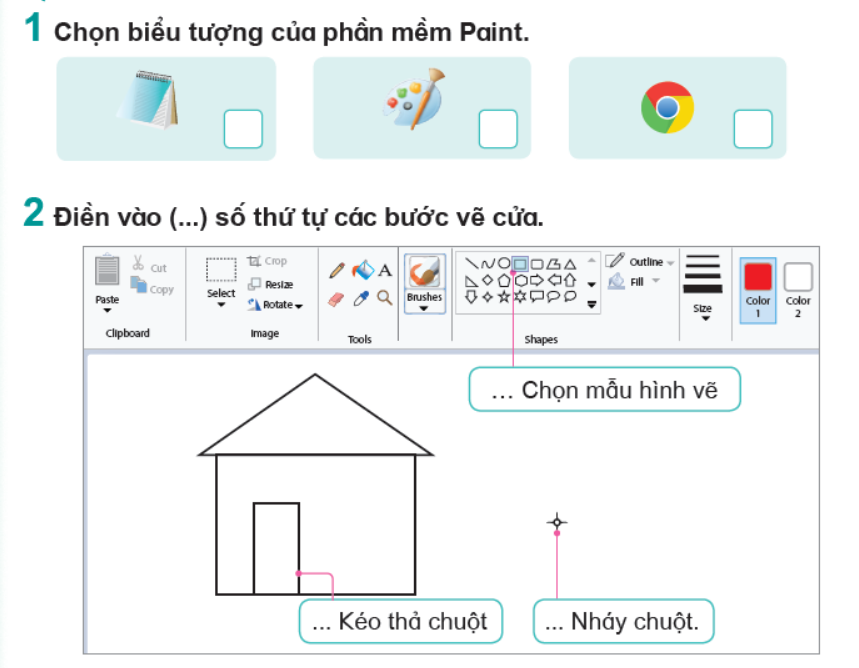 1 Chọn biểu tượng của phần mềm Paint.
2 Điền vào (...) số thứ tự các bước vẽ cửa.
Paste
Cut
Copy
Clipboard
Select
Crop
Resize
Rotate
Image
A
Tools
Brushes
Shapes
Outline
Fill
Size
Color 1
Color 2
... Chọn mẫu hình vẽ
... Kéo thả chuột
... Nháy chuột.